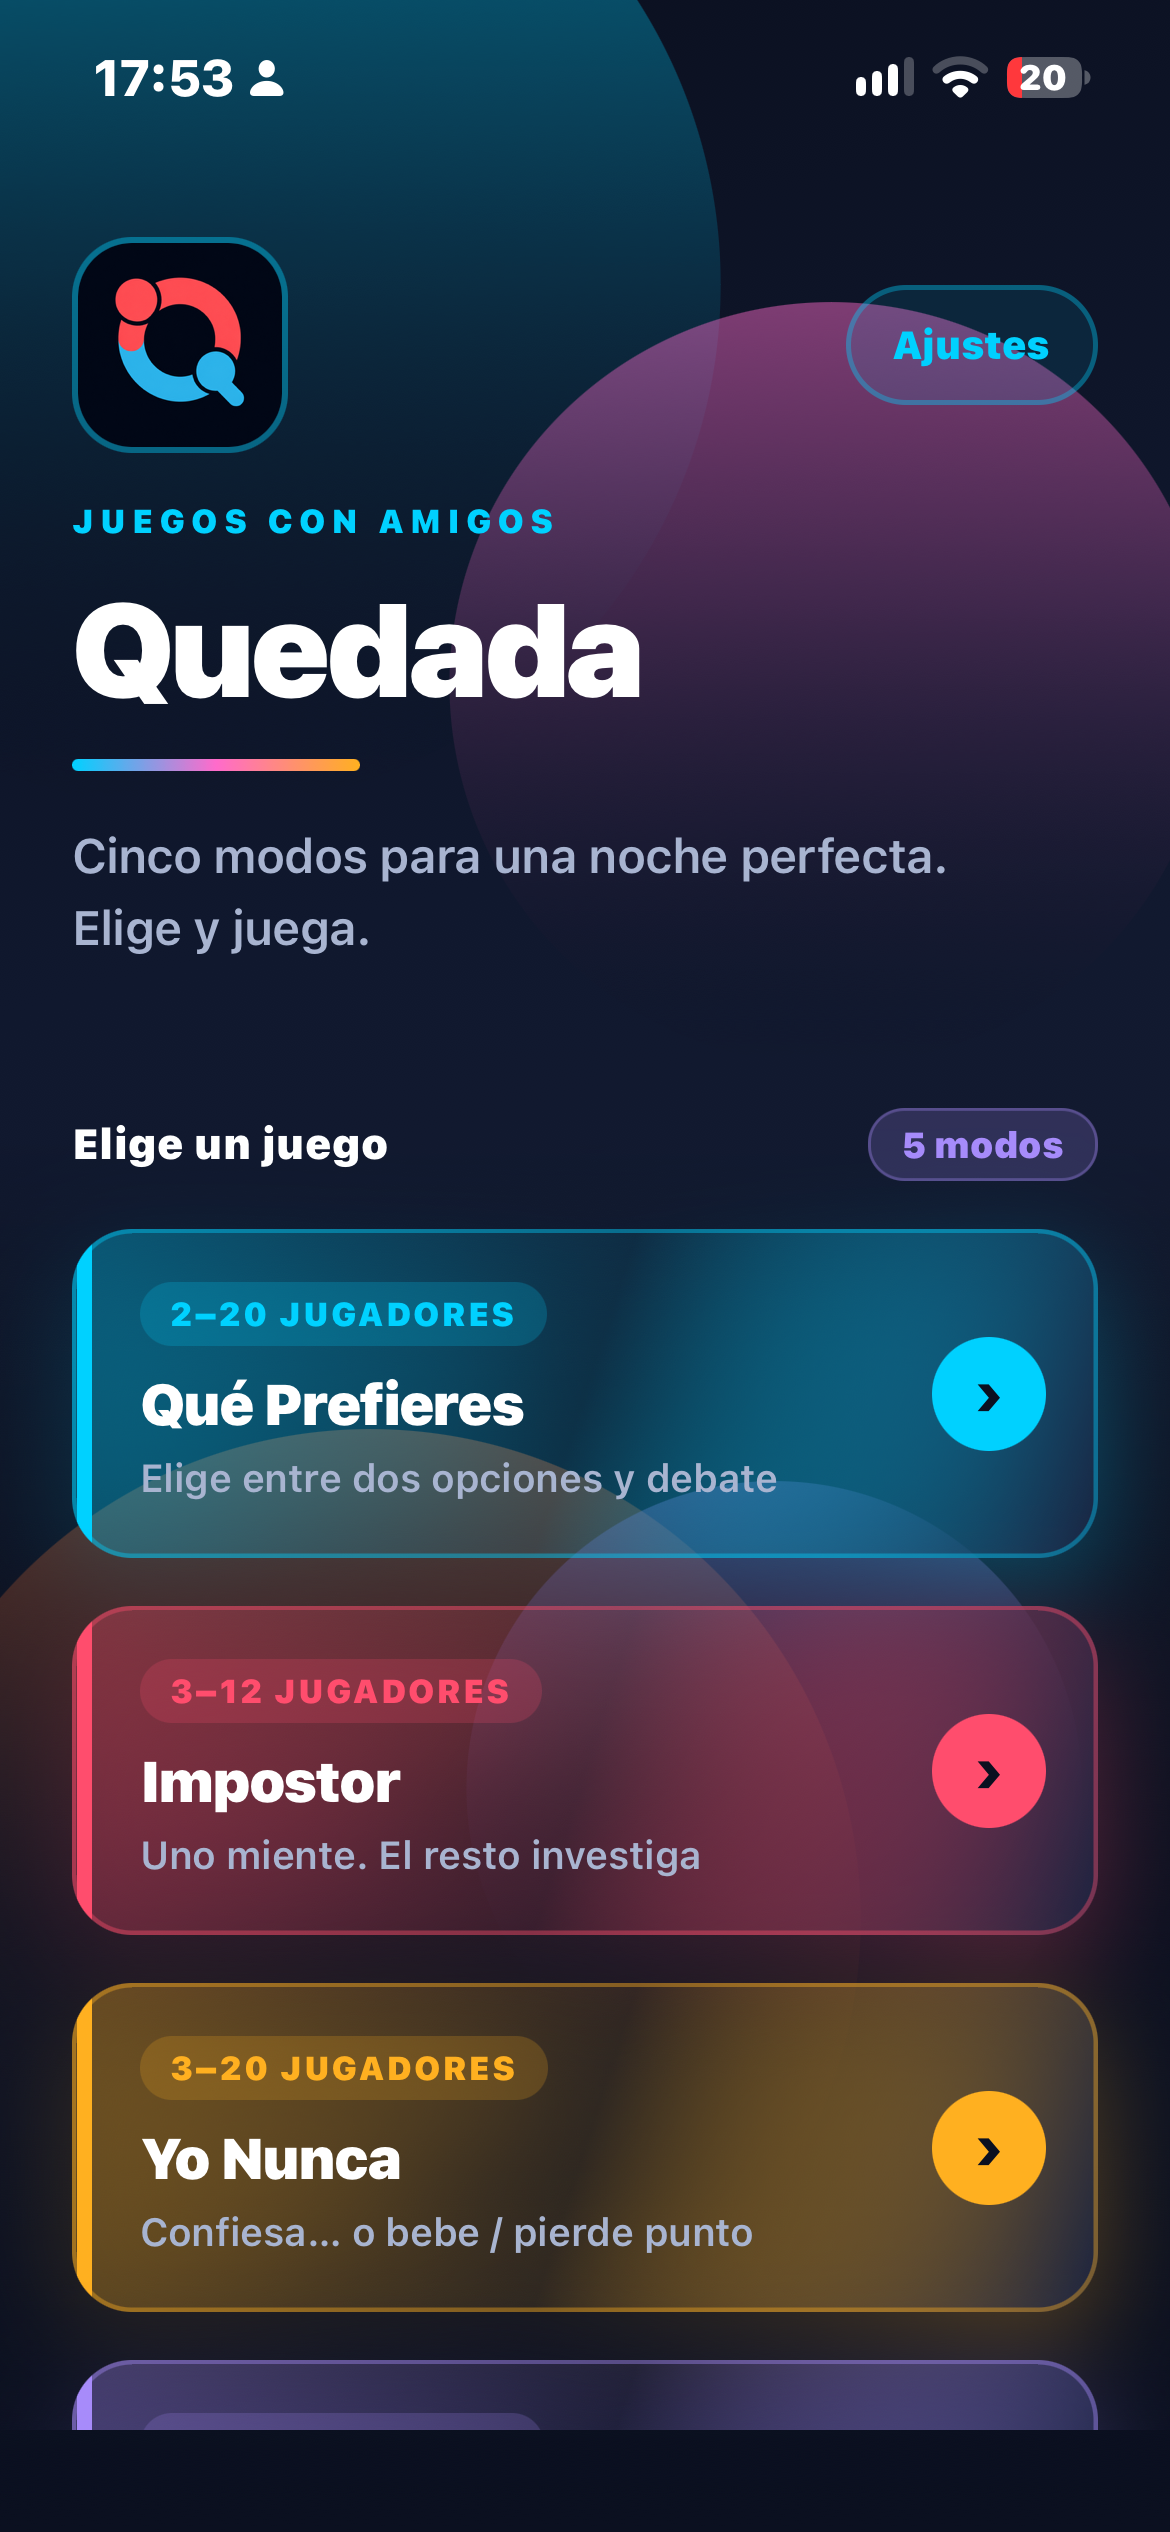 17:53
20
Ajustes
JUEGOS CON AMIGOS
Quedada
Cinco modos para una noche perfecta.
Elige y juega.
Elige un juego
5 modos
2–20 JUGADORES
Qué Prefieres
Elige entre dos opciones y debate
3–12 JUGADORES
Impostor
Uno miente. El resto investiga
3–20 JUGADORES
Yo Nunca
Confiesa... o bebe / pierde punto